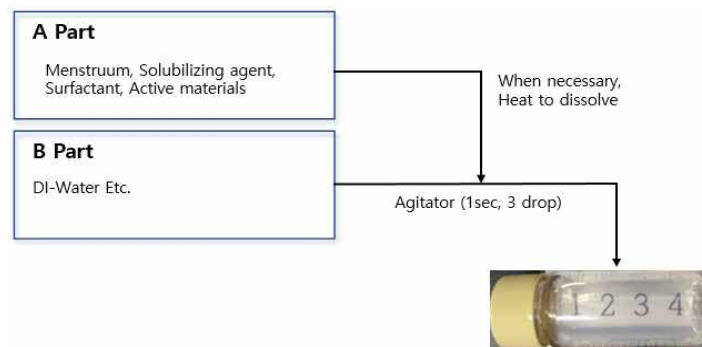 A Part
Menstruum, Solubilizing agent,
Surfactant, Active materials
When necessary,
Heat to dissolve
B Part
DI-Water Etc.
Agitator (1sec, 3 drop)
1 2 3 4